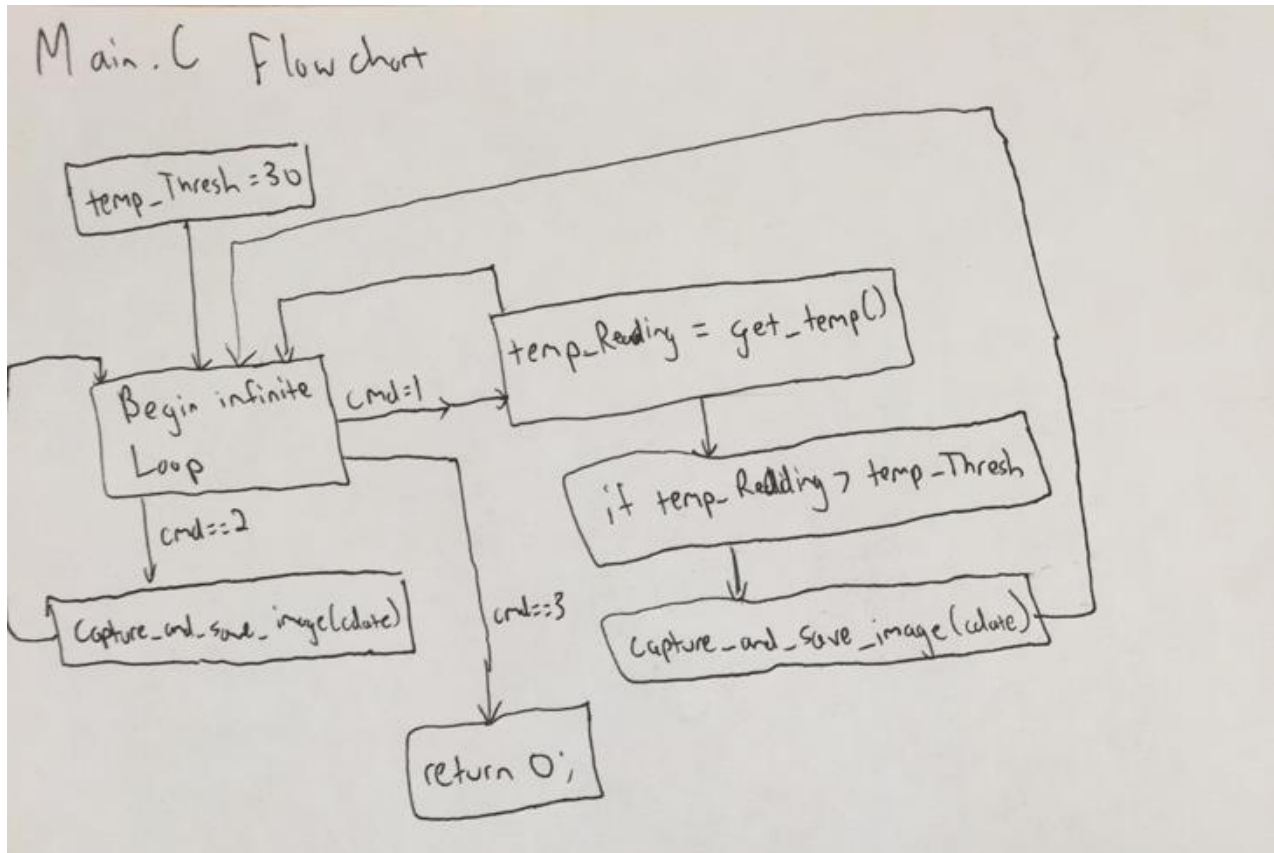 Main.C Flowchart
temp_Thresh = 30
temp_Reading = get_temp()
Begin infinite
Loop
cmd=1
if temp_Reading > temp_Thresh
cmd==2
capture_and_save_image(cdate)
cmd==3
capture_and_save_image(cdate)
return 0;